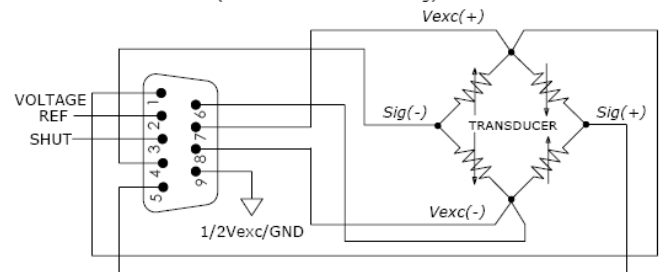 Vexc(+)
VOLTAGE
REF
SHUT
1
2
3
4
5
6
7
8
9
Sig(-)
TRANSDUCER
Sig(+)
Vexc(-)
1/2Vexc/GND